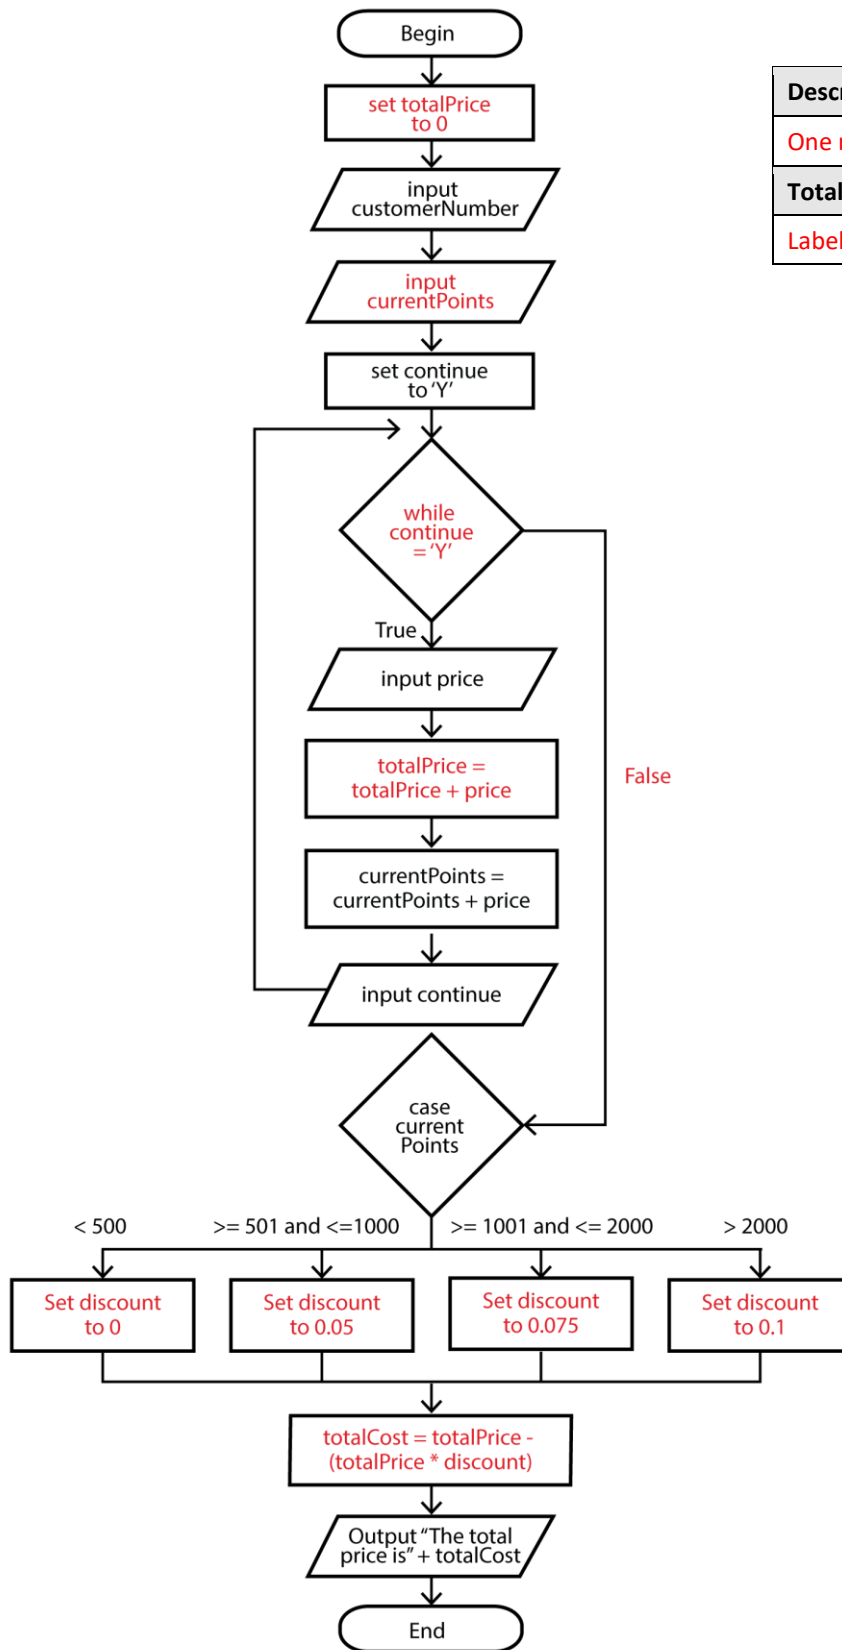 Begin
set totalPrice
to 0
input
customerNumber
input
currentPoints
set continue
to ‘Y’
while
continue
= ‘Y’
True
input price
totalPrice =
totalPrice + price
False
currentPoints =
currentPoints + price
input continue
case
current
Points
< 500
>= 501 and <=1000
>= 1001 and <= 2000
> 2000
Set discount
to 0
Set discount
to 0.05
Set discount
to 0.075
Set discount
to 0.1
totalCost = totalPrice -
(totalPrice * discount)
Output “The total
price is” + totalCost
End
One
Total
Label